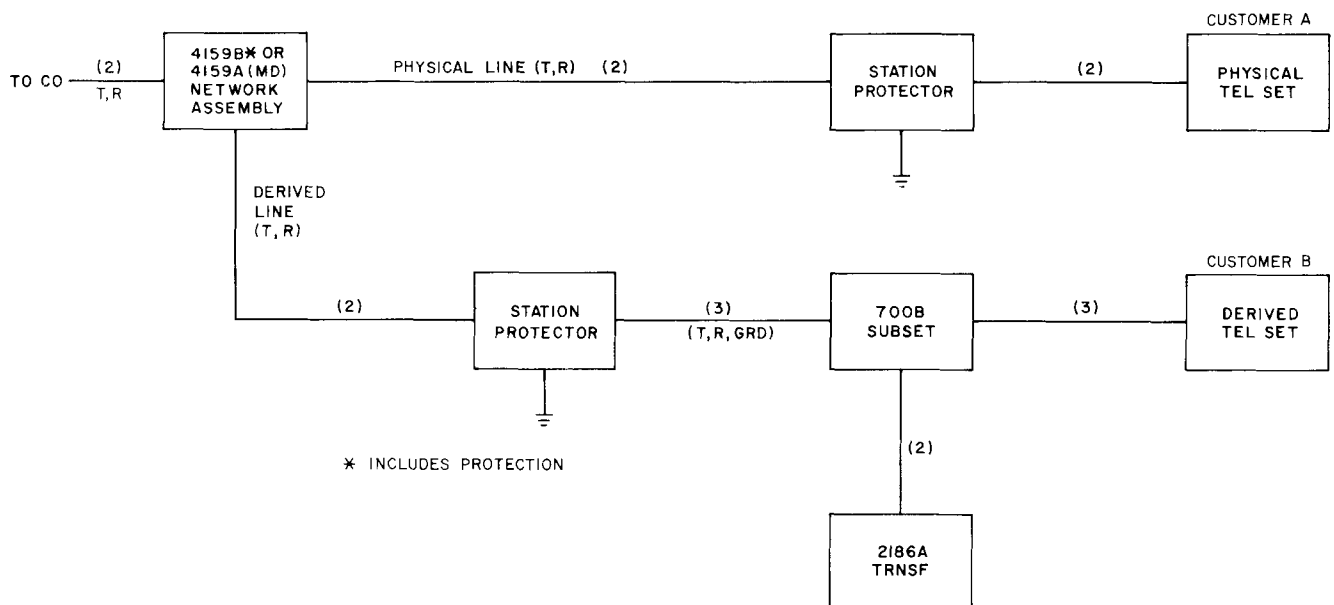 CUSTOMER A
TO CO
(2)
T,R
4159B* OR
4159A (MD)
NETWORK
ASSEMBLY
PHYSICAL LINE (T,R) (2)
STATION
PROTECTOR
(2)
PHYSICAL
TEL SET
DERIVED
LINE
(T,R)
CUSTOMER B
(2)
STATION
PROTECTOR
(3)
(T,R,GRD)
700B
SUBSET
(3)
DERIVED
TEL SET
(2)
* INCLUDES PROTECTION
2186A
TRNSF